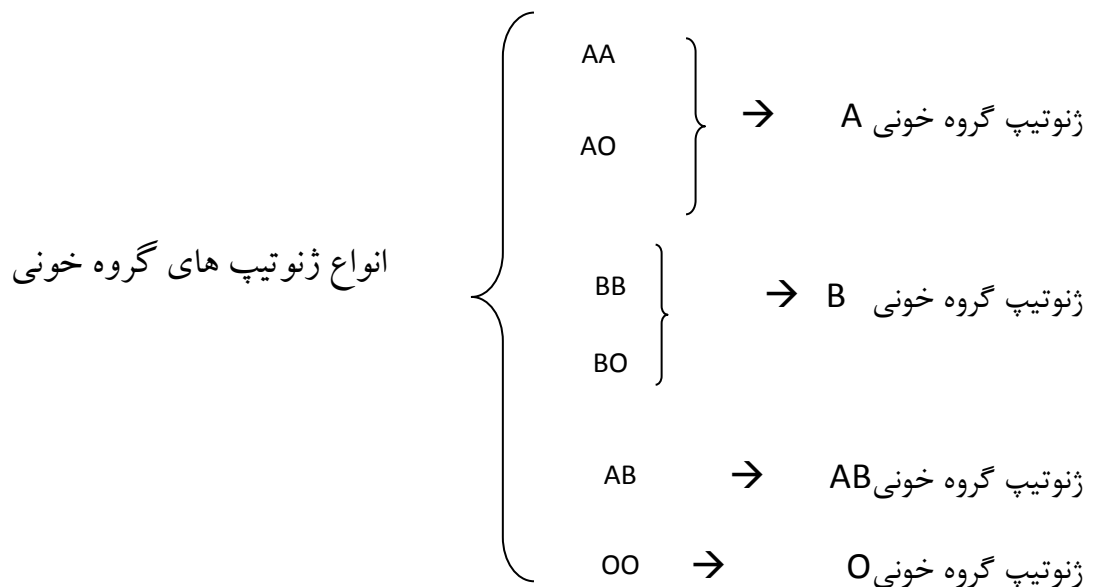 AA
AO
→ ژنوتیپ گروه خونی A
انواع ژنوتیپ های گروه خونی
BB
BO
→ ژنوتیپ گروه خونی B
AB → ژنوتیپ گروه خونیAB
OO → ژنوتیپ گروه خونیO